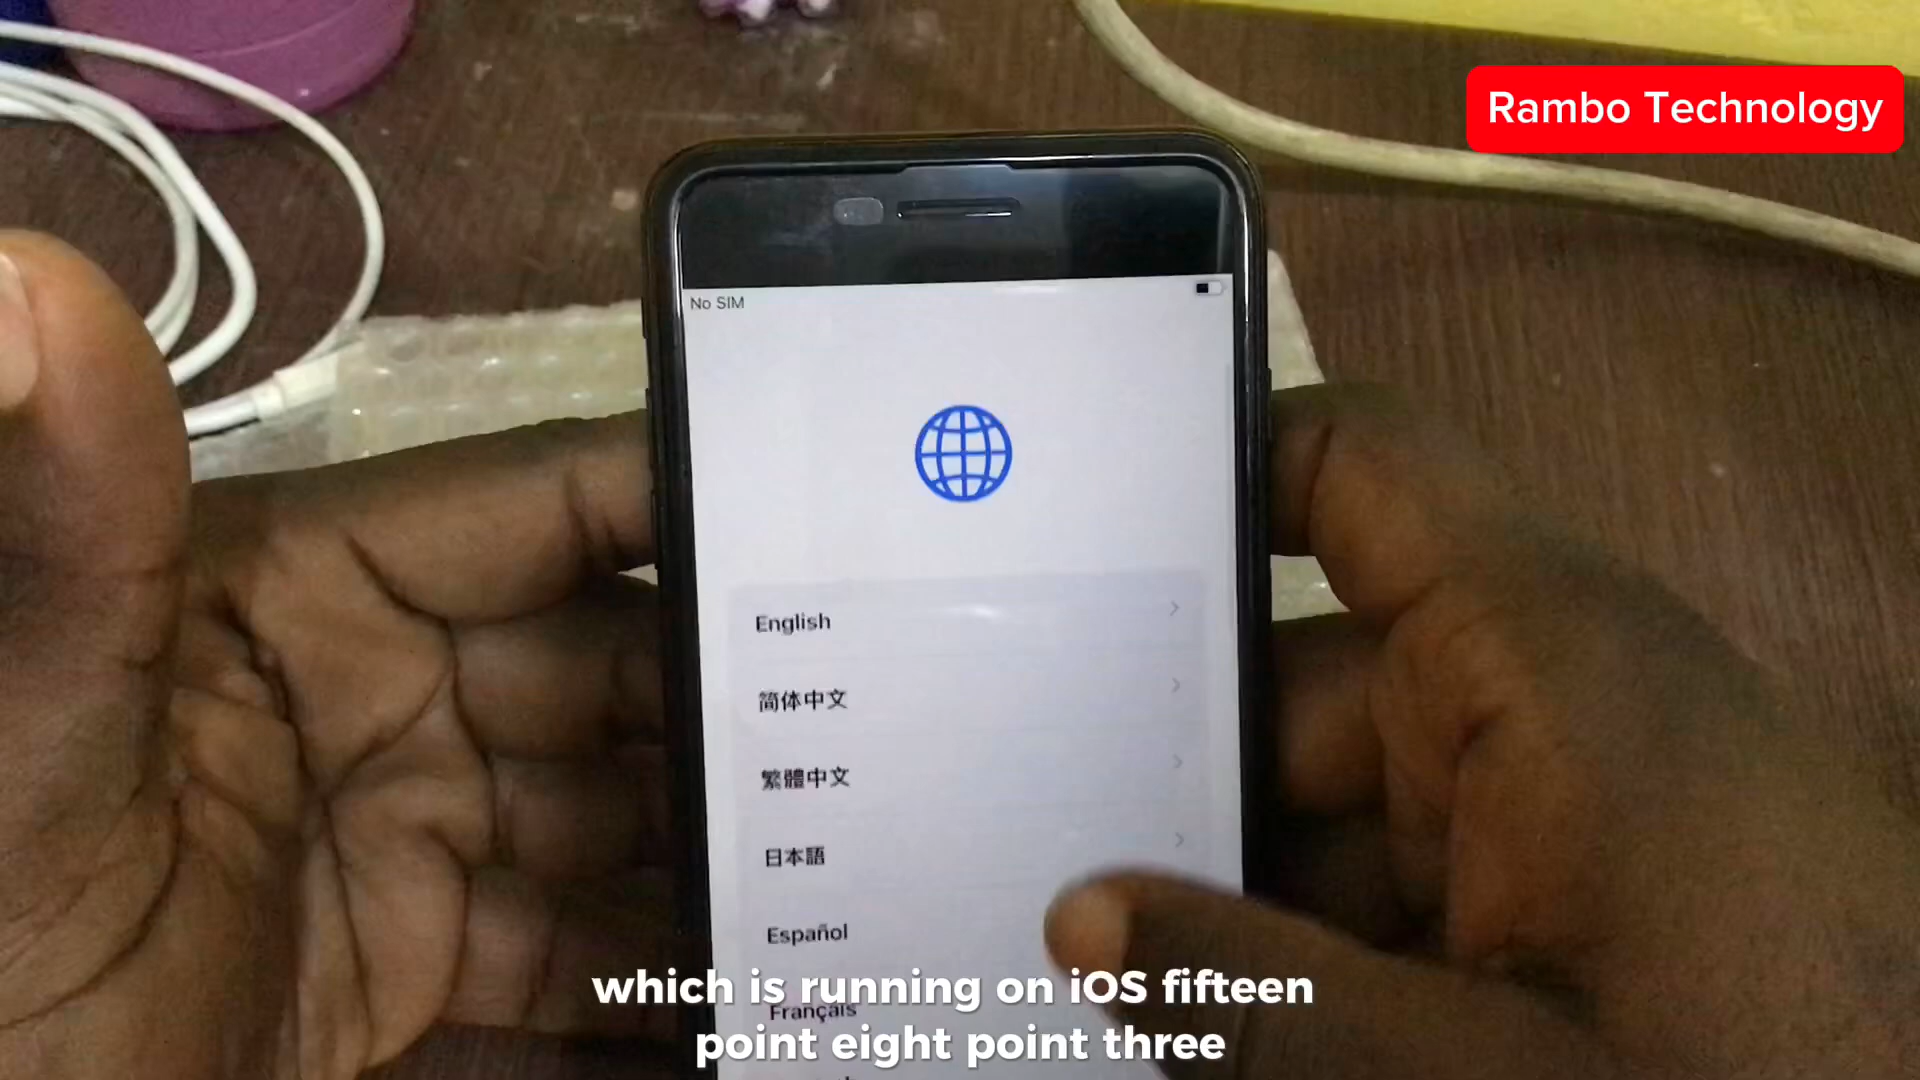 Rambo Technology
No SIM
English
简体中文
繁體中文
日本語
Español
Français
which is running on iOS fifteen
point eight point three